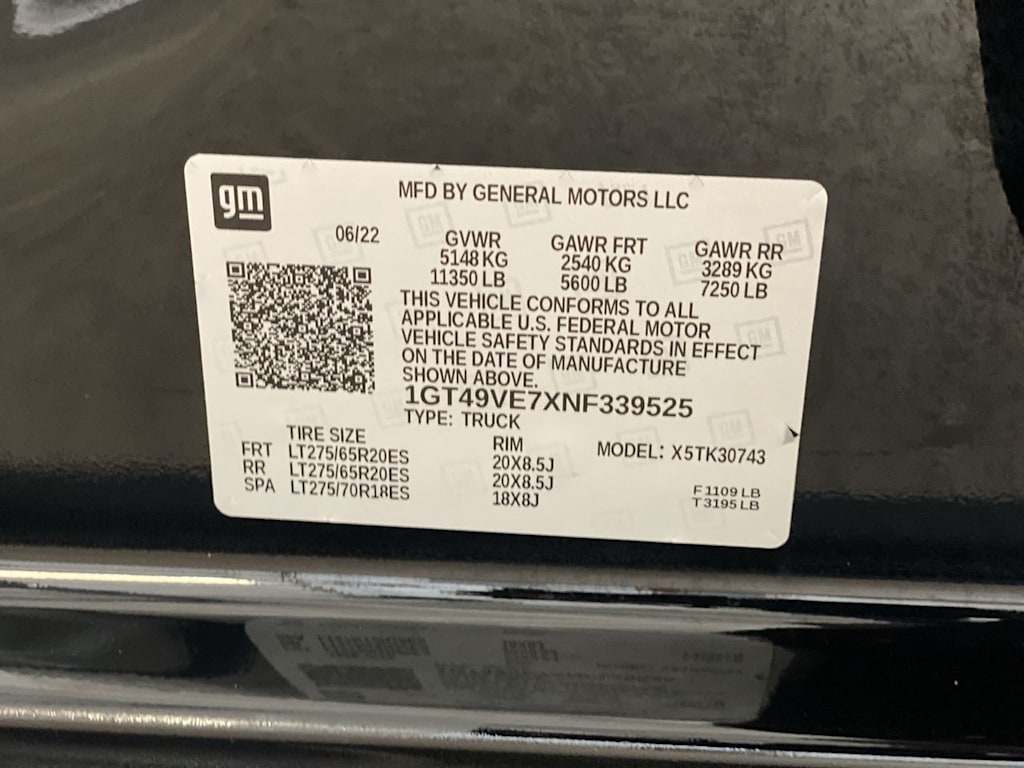 gm
MFD BY GENERAL MOTORS LLC
06/22
GVWR GAWR FRT GAWR RR
5148 KG 2540 KG 3289 KG
11350 LB 5600 LB 7250 LB
THIS VEHICLE CONFORMS TO ALL
APPLICABLE U.S. FEDERAL MOTOR
VEHICLE SAFETY STANDARDS IN EFFECT
ON THE DATE OF MANUFACTURE
SHOWN ABOVE.
1GT49VE7XNF339525
TYPE: TRUCK
TIRE SIZE RIM MODEL: X5TK30743
FRT LT275/65R20ES 20X8.5J
RR LT275/65R20ES 20X8.5J
SPA LT275/70R18ES 18X8J
F 1109 LB
T 3195 LB